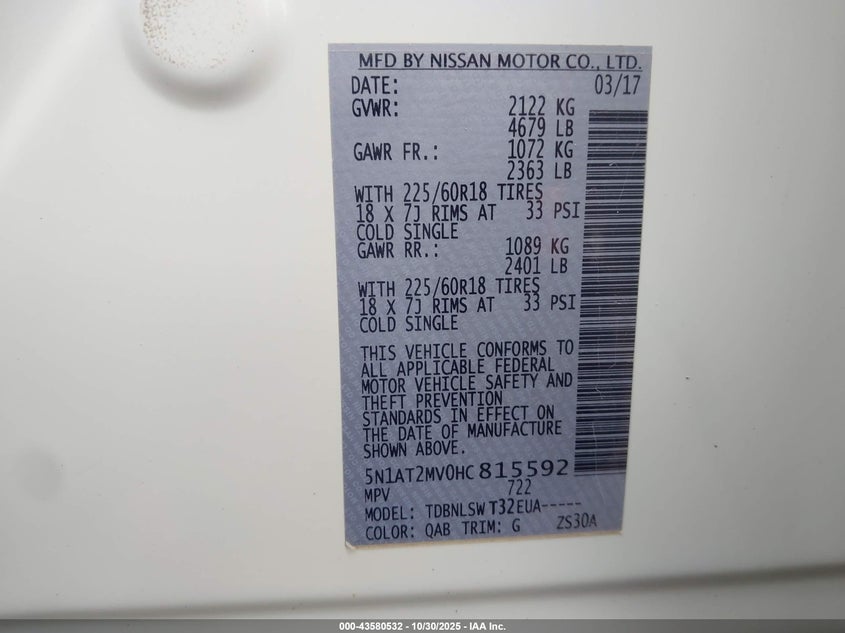 MFD BY NISSAN MOTOR CO., LTD.
DATE: 03/17
GVWR: 2122 KG
4679 LB
GAWR FR.: 1072 KG
2363 LB
WITH 225/60R18 TIRES
18 X 7J RIMS AT 33 PSI
COLD SINGLE
GAWR RR.: 1089 KG
2401 LB
WITH 225/60R18 TIRES
18 X 7J RIMS AT 33 PSI
COLD SINGLE
THIS VEHICLE CONFORMS TO
ALL APPLICABLE FEDERAL
MOTOR VEHICLE SAFETY AND
THEFT PREVENTION
STANDARDS IN EFFECT ON
THE DATE OF MANUFACTURE
SHOWN ABOVE.
5N1AT2MV0HC815592
MPV 722
MODEL: TDBNLSW T32EUA-----
COLOR: QAB TRIM: G ZS30A
000-43580532 - 10/30/2025 - IAA Inc.